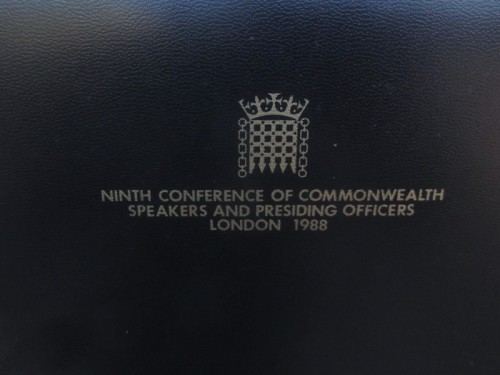 NINTH CONFERENCE OF COMMONWEALTH
SPEAKERS AND PRESIDING OFFICERS
LONDON 1988